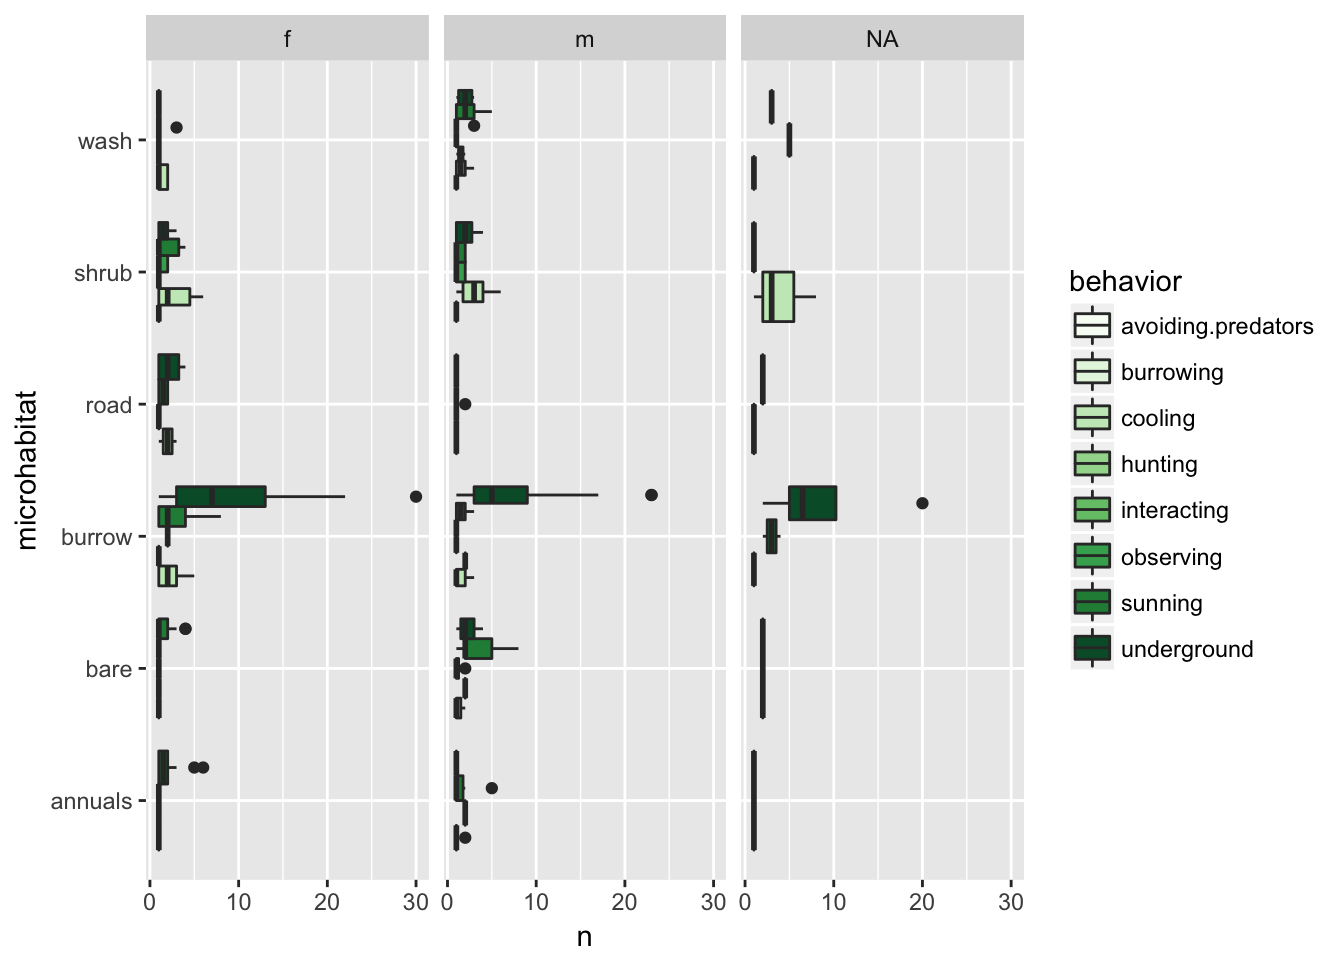 f m NA
wash
shrub
road
burrow
bare
annuals
microhabitat
0 10 20 30 0 10 20 30 0 10 20 30
n
behavior
avoiding.predators
burrowing
cooling
hunting
interacting
observing
sunning
underground